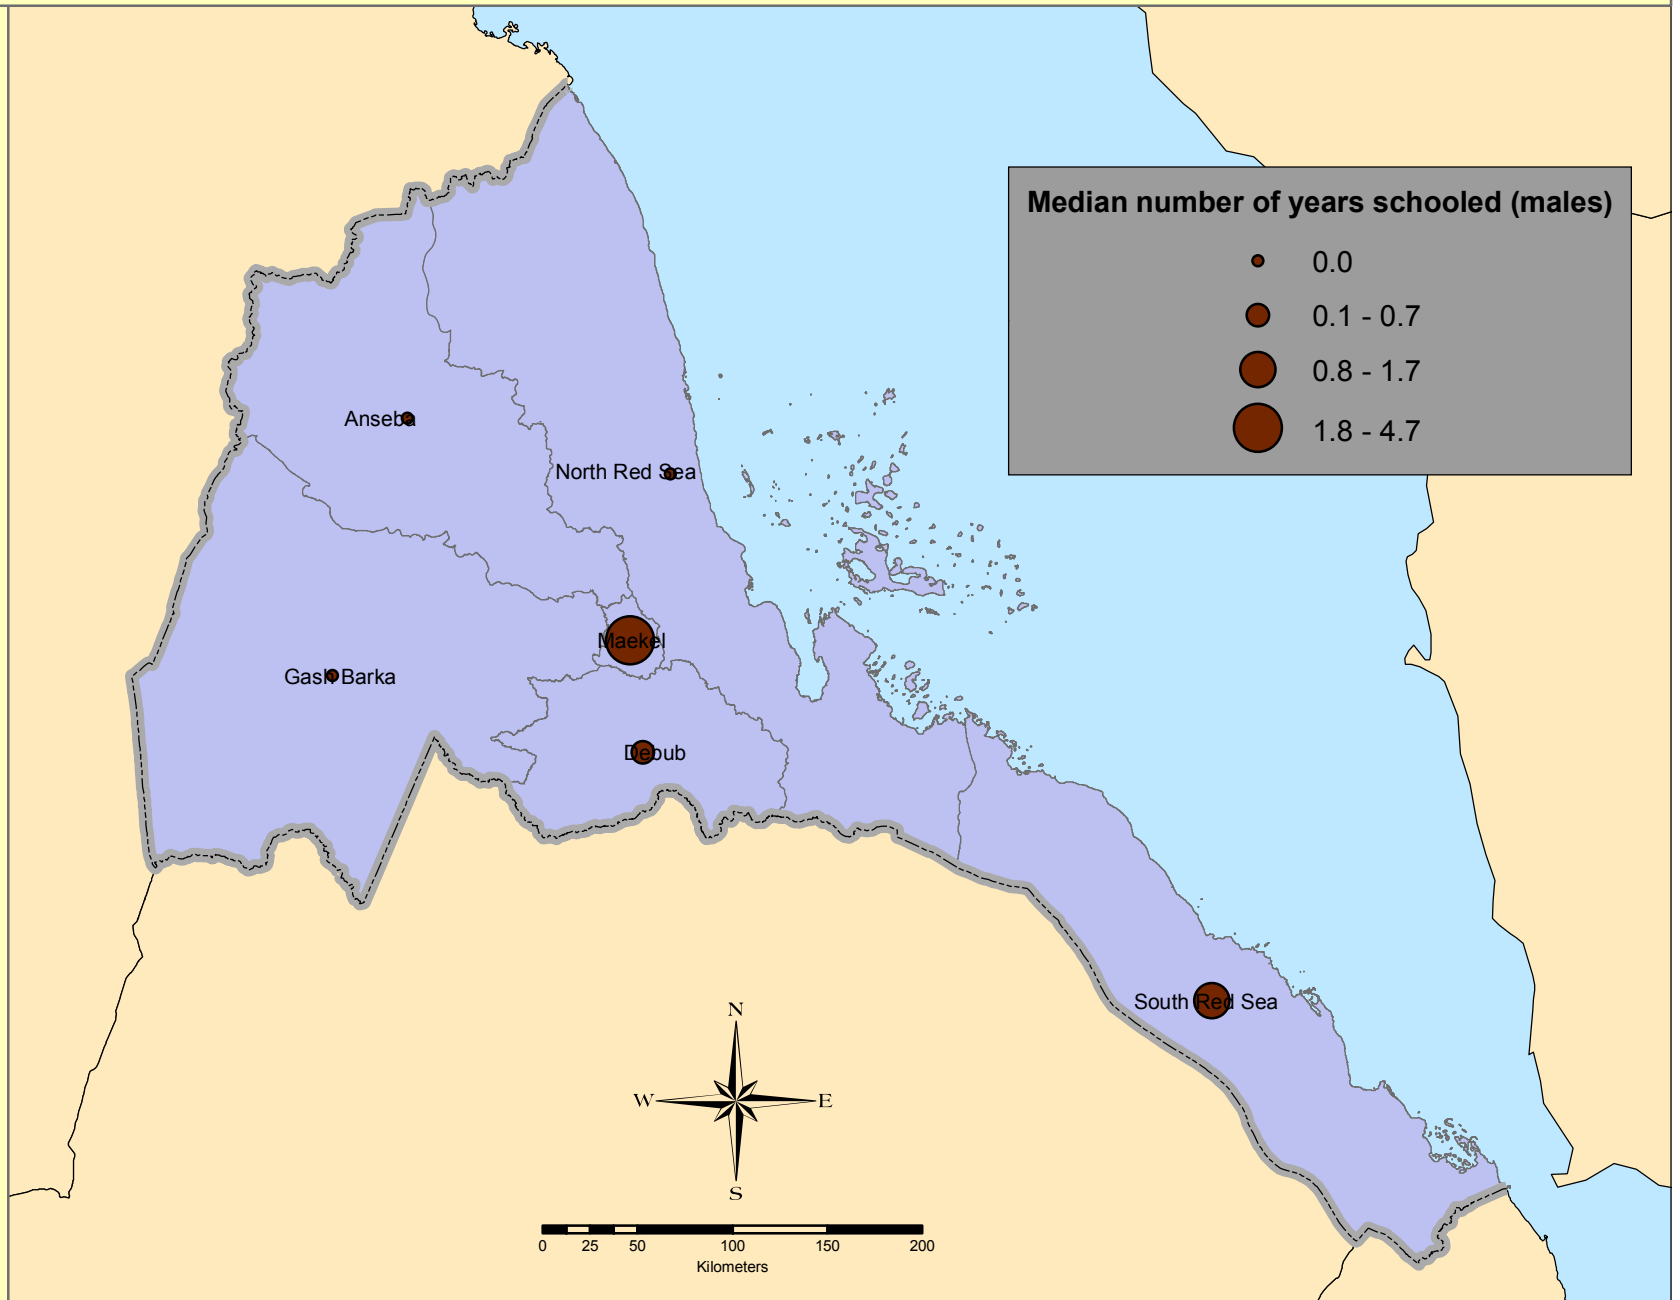 Median number of years schooled (males)
0.0
0.1 - 0.7
0.8 - 1.7
1.8 - 4.7
Anseba
North Red Sea
Maekel
Gash Barka
Debub
South Red Sea
N
W E
S
0 25 50 100 150 200
Kilometers